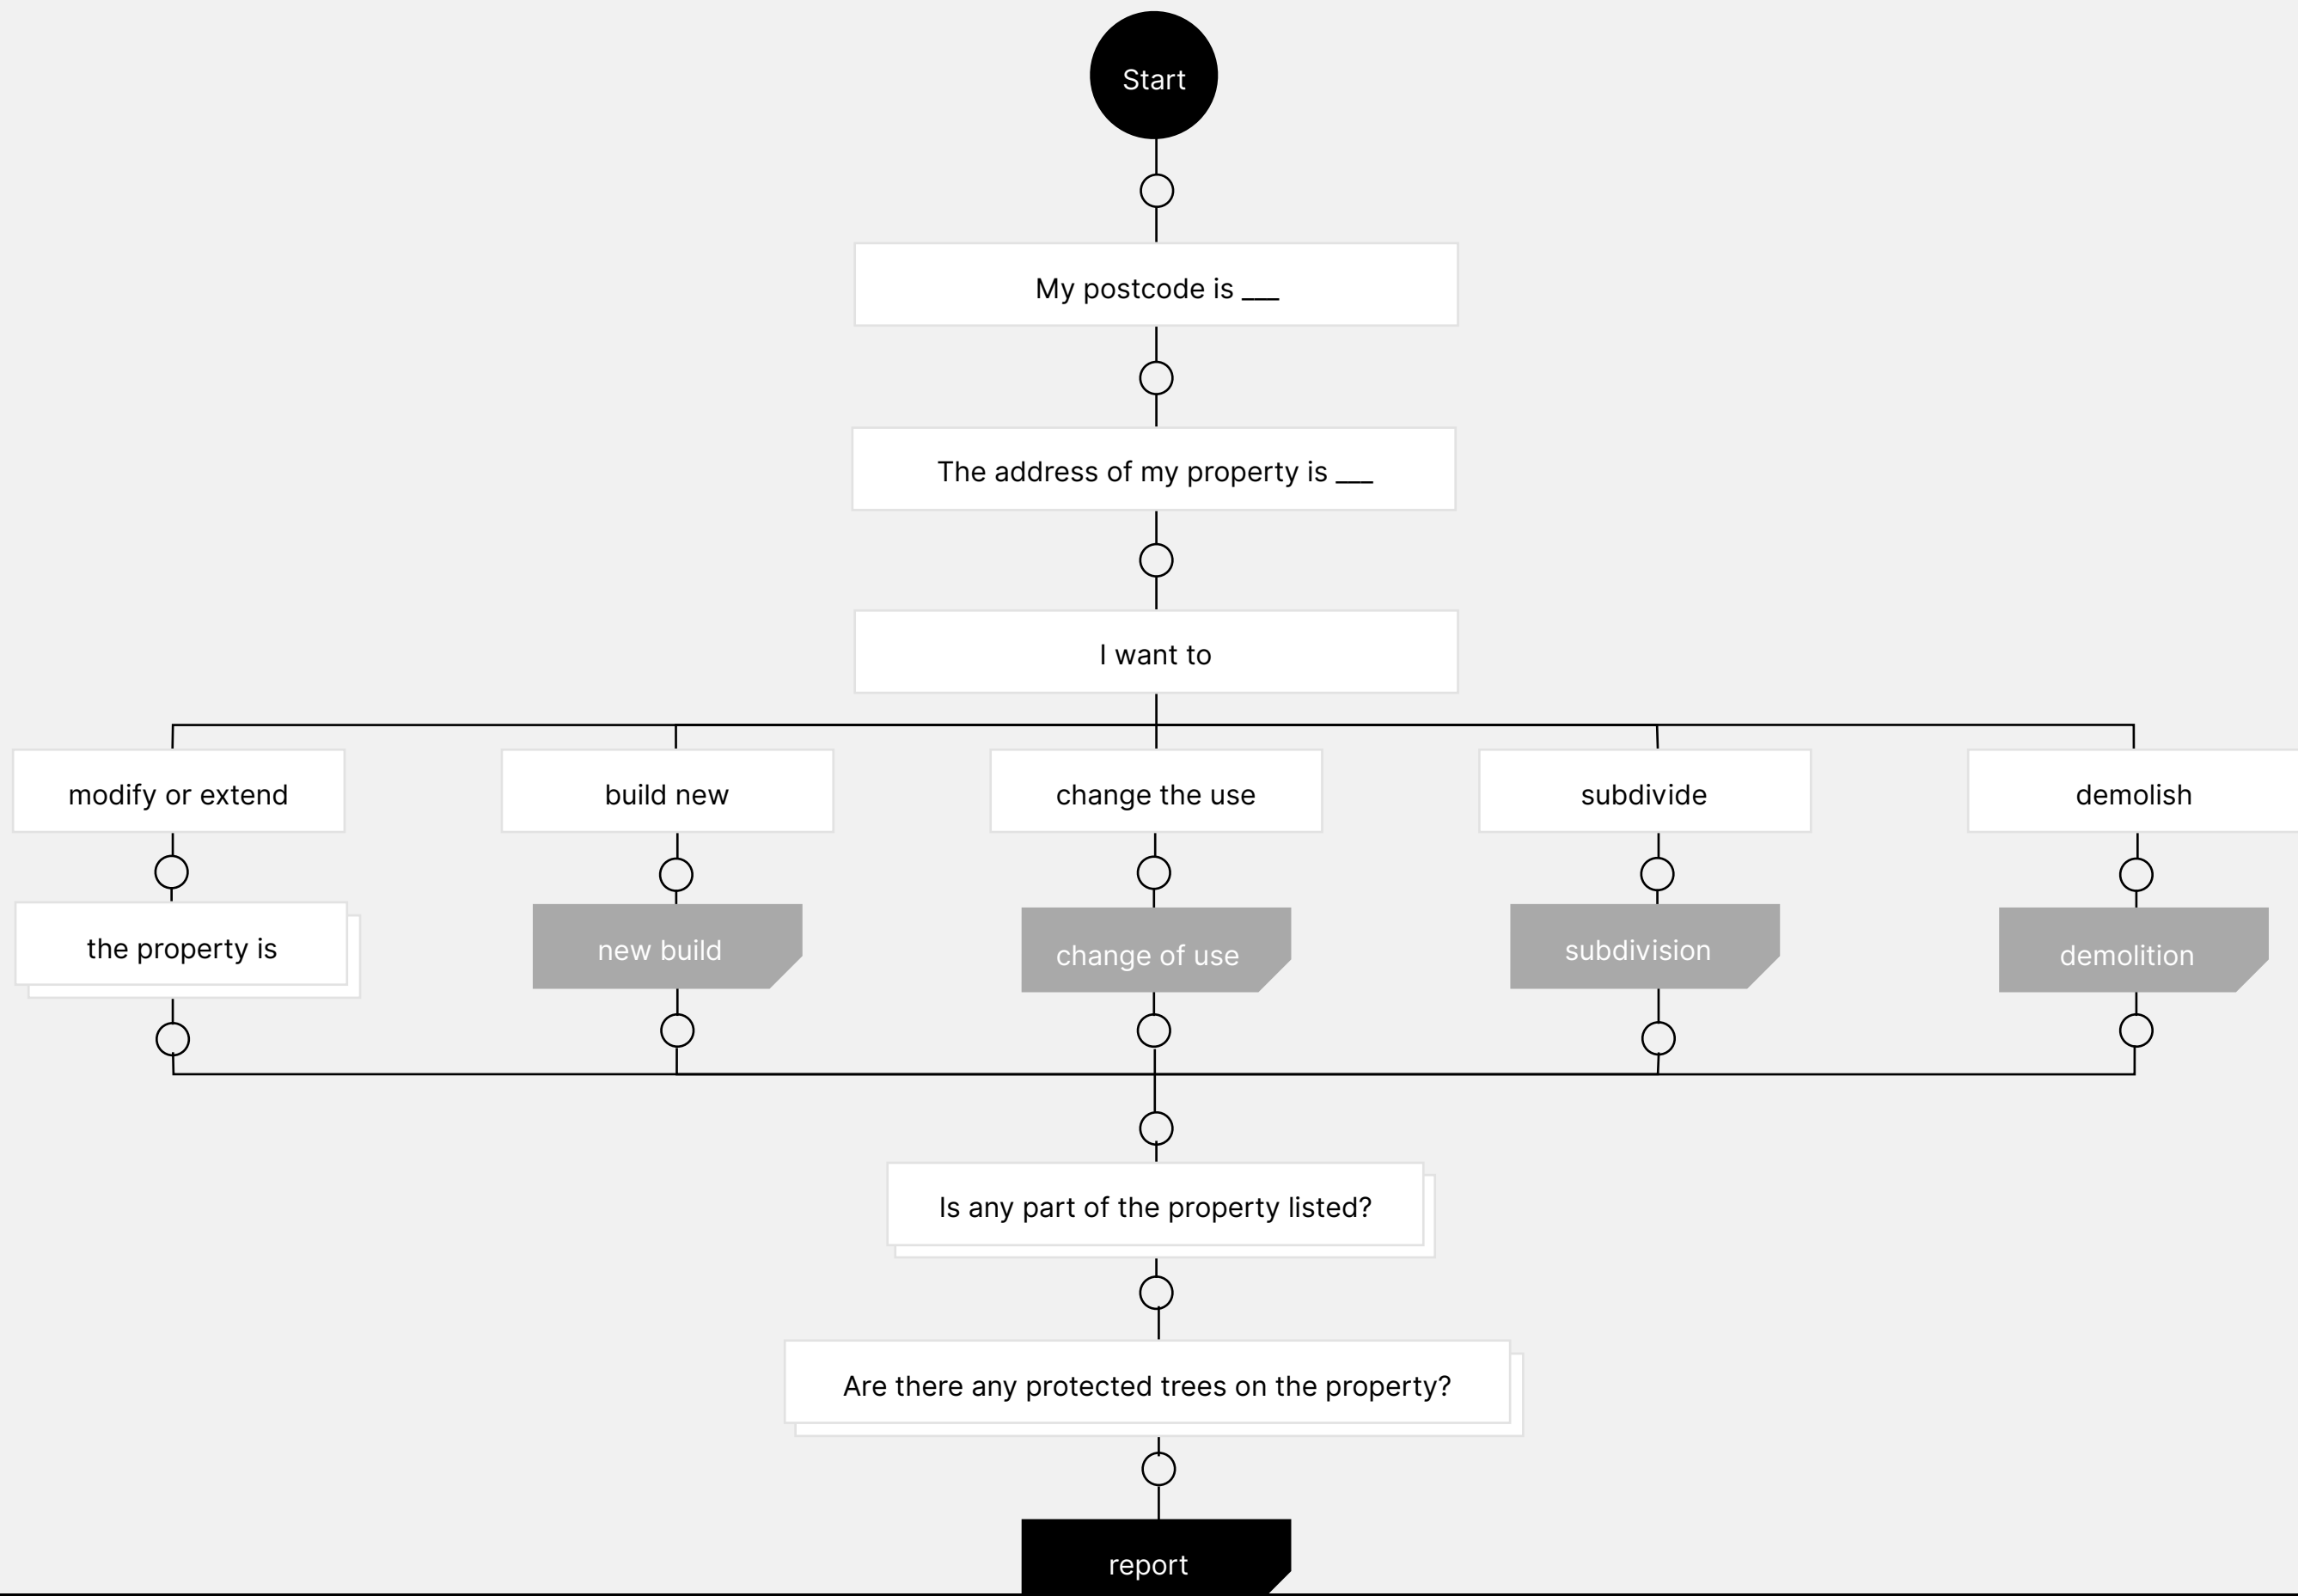 Start
My postcode is ___
The address of my property is ___
I want to
modify or extend
build new
change the use
subdivide
demolish
the property is
new build
change of use
subdivision
demolition
Is any part of the property listed?
Are there any protected trees on the property?
report